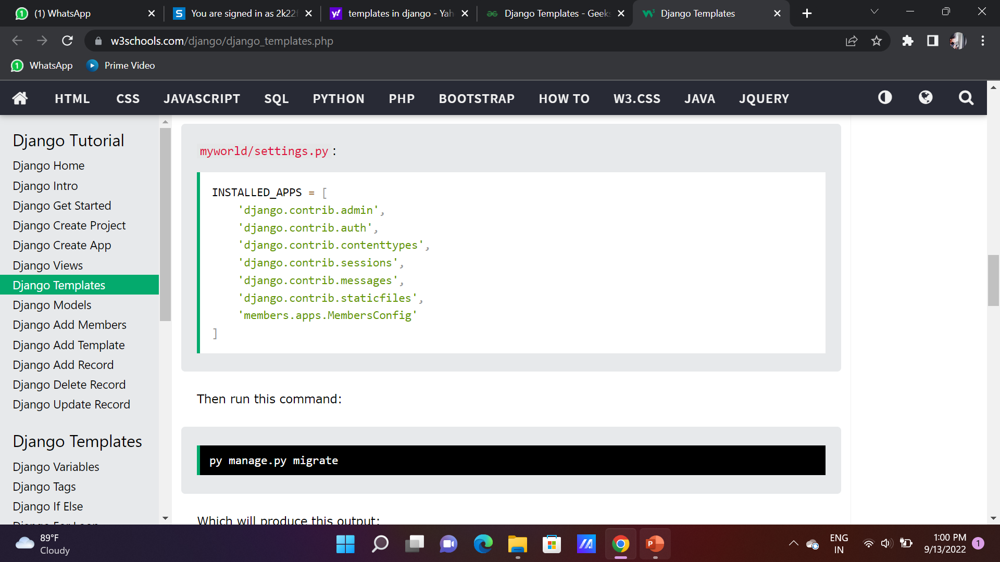 (1) WhatsApp
You are signed in as 2k22
templates in django - Yah
Django Templates - Geeks
Django Templates
w3schools.com/django/django_templates.php
WhatsApp
Prime Video
HTML CSS JAVASCRIPT SQL PYTHON PHP BOOTSTRAP HOW TO W3.CSS JAVA JQUERY
Django Tutorial
Django Home
Django Intro
Django Get Started
Django Create Project
Django Create App
Django Views
Django Templates
Django Models
Django Add Members
Django Add Template
Django Add Record
Django Delete Record
Django Update Record
Django Templates
Django Variables
Django Tags
Django If Else
Django For Loop
myworld/settings.py:
INSTALLED_APPS = [
'django.contrib.admin',
'django.contrib.auth',
'django.contrib.contenttypes',
'django.contrib.sessions',
'django.contrib.messages',
'django.contrib.staticfiles',
'members.apps.MembersConfig'
]
Then run this command:
py manage.py migrate
Which will produce this output:
89°F
Cloudy
ENG
IN
1:00 PM
9/13/2022
1